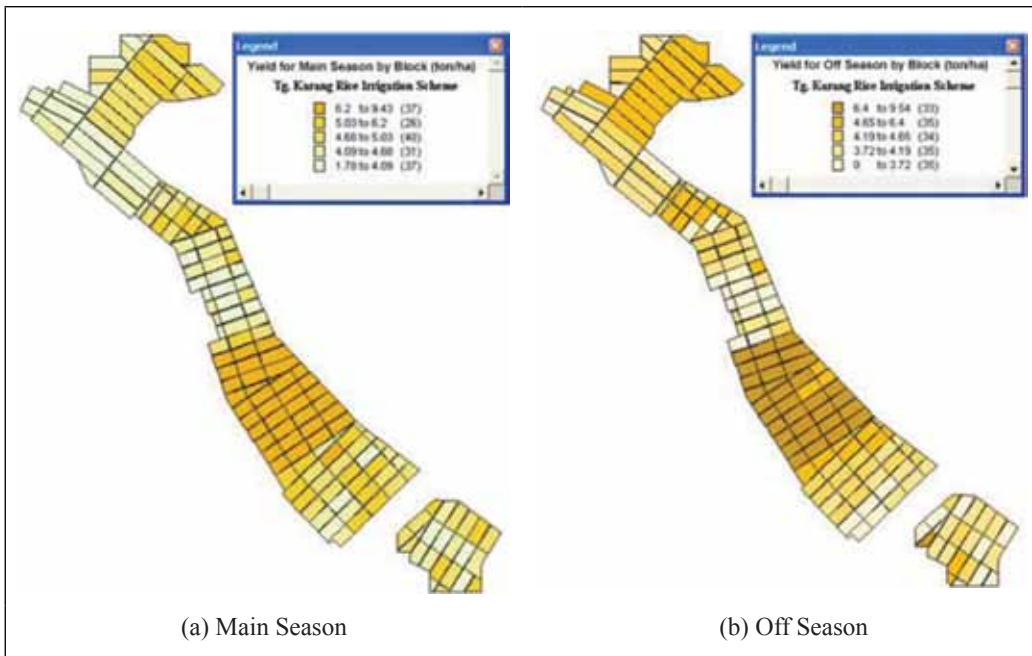 Legend
Yield for Main Season by Block (ton/ha)
Tg. Karang Rice Irrigation Scheme
6.2 to 9.43 (37)
5.03 to 6.2 (26)
4.68 to 5.03 (40)
4.09 to 4.68 (31)
1.78 to 4.09 (37)
Legend
Yield for Off Season by Block (ton/ha)
Tg. Karang Rice Irrigation Scheme
6.4 to 9.54 (33)
4.65 to 6.4 (35)
4.19 to 4.65 (34)
3.72 to 4.19 (35)
0 to 3.72 (35)
(a) Main Season
(b) Off Season